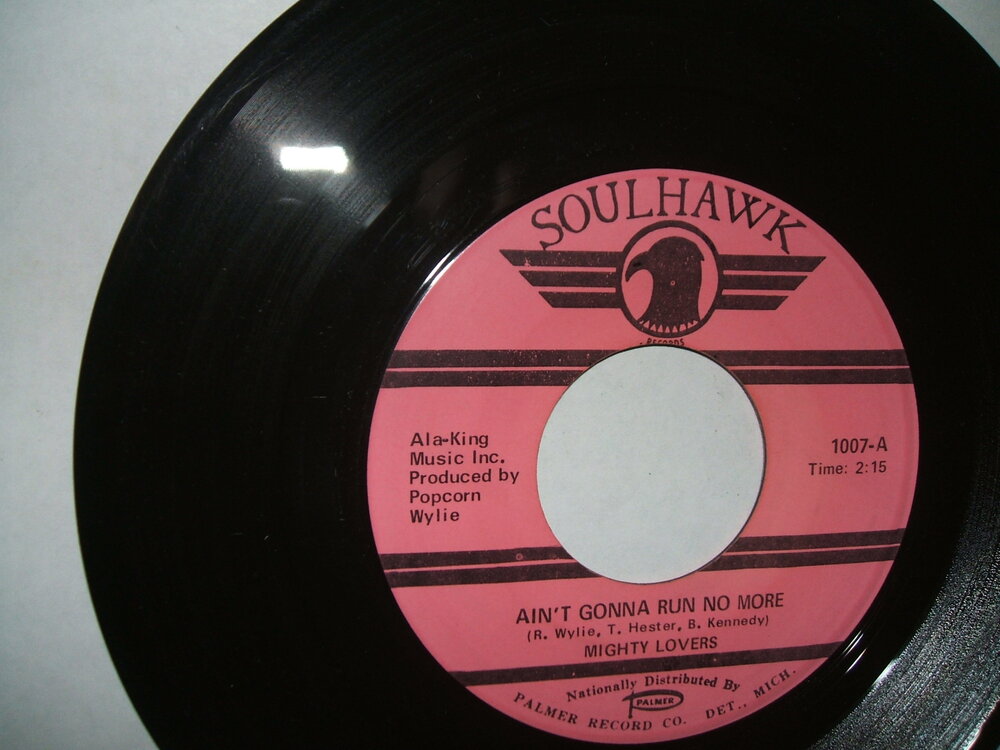 SOULHAWK
RECORDS
Ala-King
Music Inc.
Produced by
Popcorn
Wylie
1007-A
Time: 2:15
AIN'T GONNA RUN NO MORE
(R. Wylie, T. Hester, B. Kennedy)
MIGHTY LOVERS
Nationally Distributed By
PALMER
PALMER RECORD CO. DET., MICH.